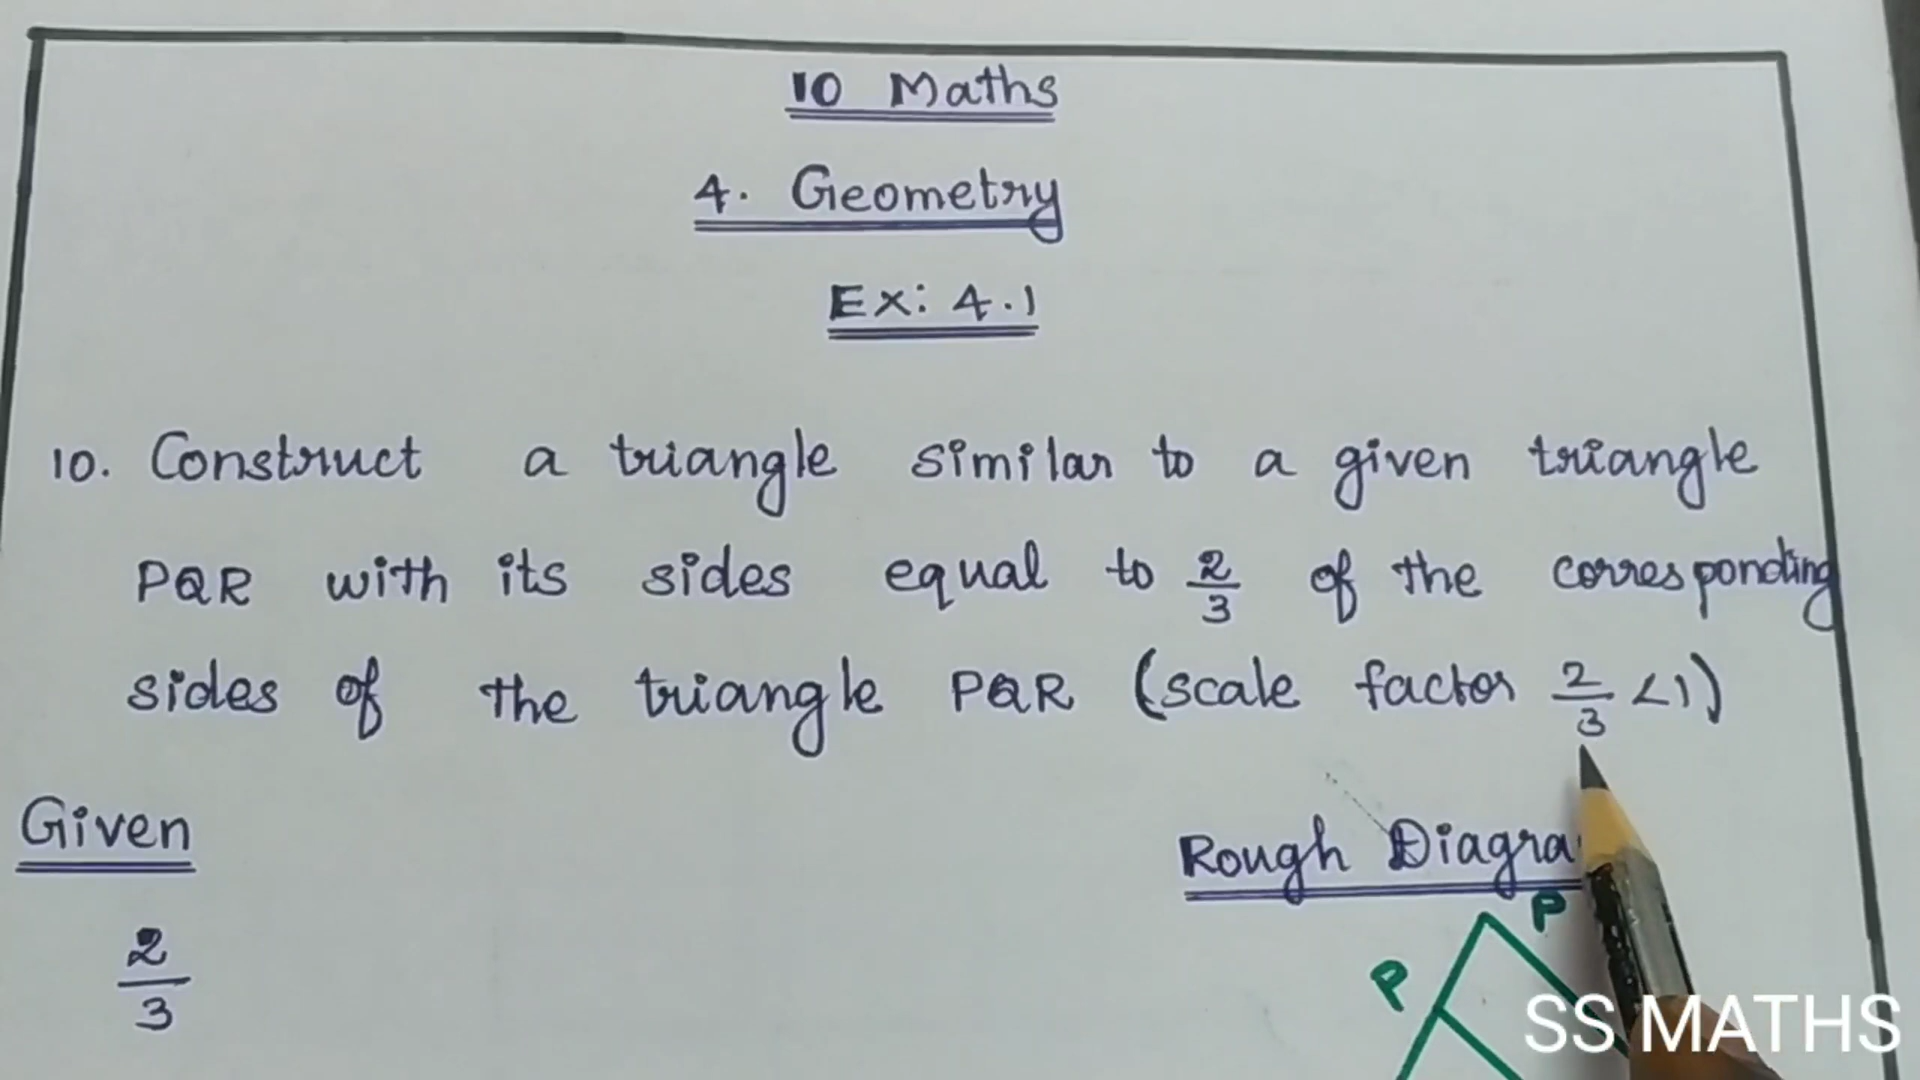 10 Maths
4. Geometry
Ex: 4.1
10. Construct a triangle similar to a given triangle
PQR with its sides equal to 2/3 of the corresponding
sides of the triangle PQR (scale factor 2/3 <1)
Given
Rough Diagra
2/3
P
P
SS MATHS